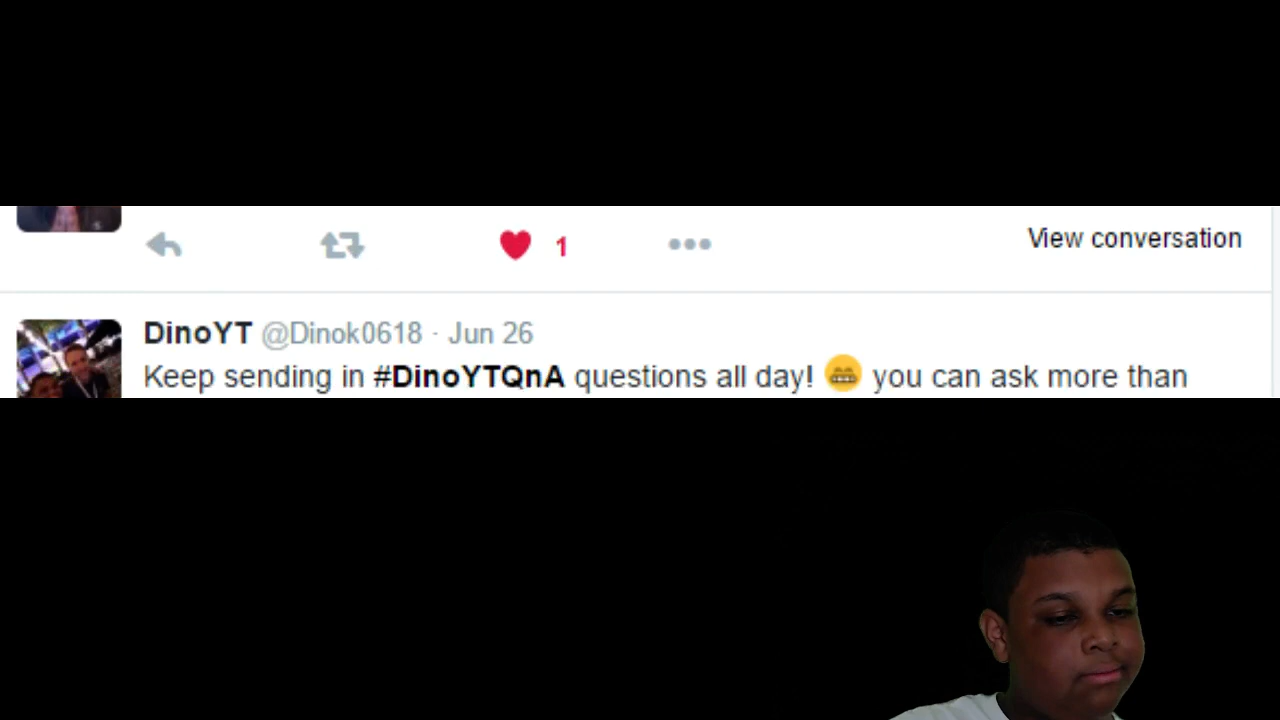 1
View conversation
DinoYT @Dinok0618 · Jun 26
Keep sending in #DinoYTQnA questions all day! 😁 you can ask more than